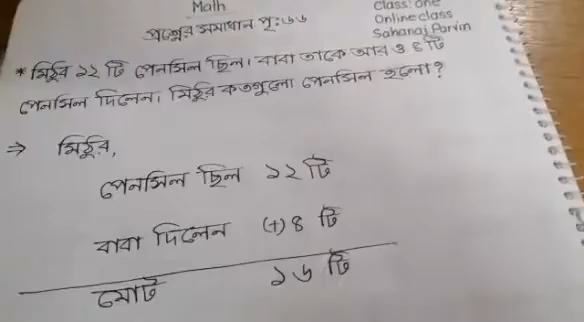 Math
Class: One
Online class
Sahanaj Parvin
প্রশ্নের সমাধান পৃ:৬৬
* মিঠুর ১২ টি পেনসিল ছিল। বাবা তাকে আর ও ৪ টি
পেনসিল দিলেন। মিঠুর কতগুলো পেনসিল হলো?
⇒ মিঠুর,
পেনসিল ছিল ১২ টি
বাবা দিলেন (+) ৪ টি
মোট ১৬ টি